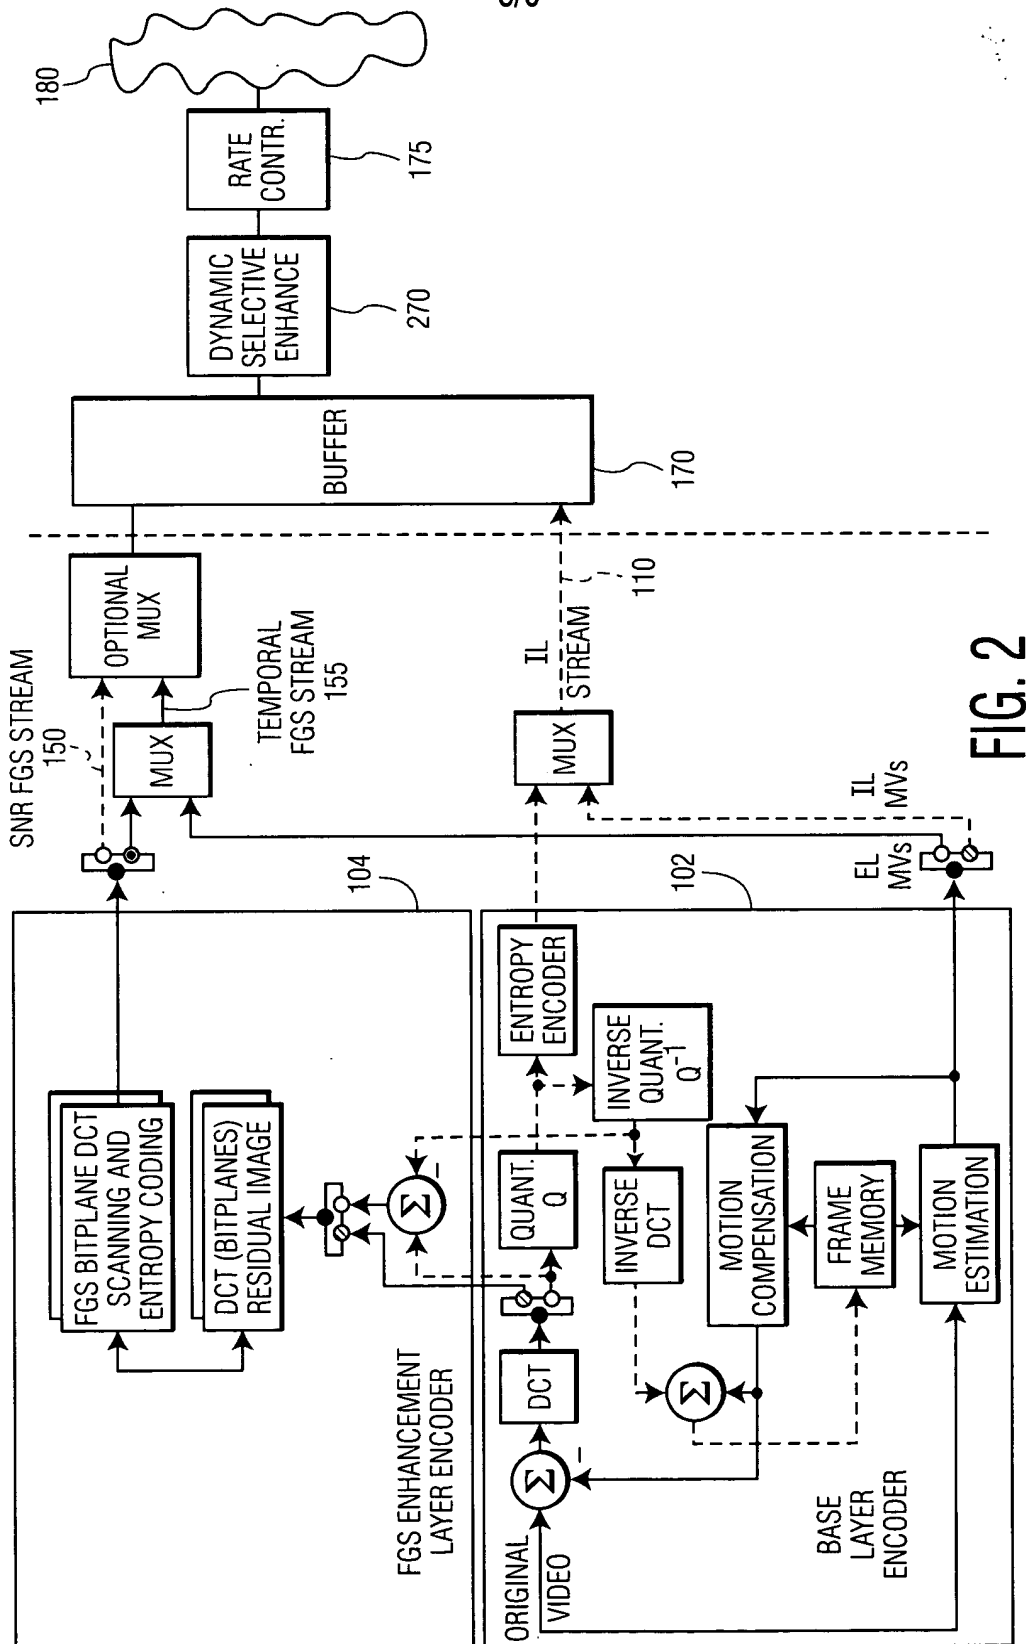 180
RATE
CONTR.
175
DYNAMIC
SELECTIVE
ENHANCE
270
BUFFER
170
SNR FGS STREAM
150
OPTIONAL
MUX
MUX
TEMPORAL
FGS STREAM
155
IL
STREAM
110
MUX
IL
MVs
EL
MVs
104
FGS BITPLANE DCT
SCANNING AND
ENTROPY CODING
DCT (BITPLANES)
RESIDUAL IMAGE
FGS ENHANCEMENT
LAYER ENCODER
102
ENTROPY
ENCODER
INVERSE
QUANT.
Q-1
QUANT.
Q
Σ
–
INVERSE
DCT
MOTION
COMPENSATION
FRAME
MEMORY
MOTION
ESTIMATION
DCT
Σ
Σ
–
ORIGINAL
VIDEO
BASE
LAYER
ENCODER
FIG. 2